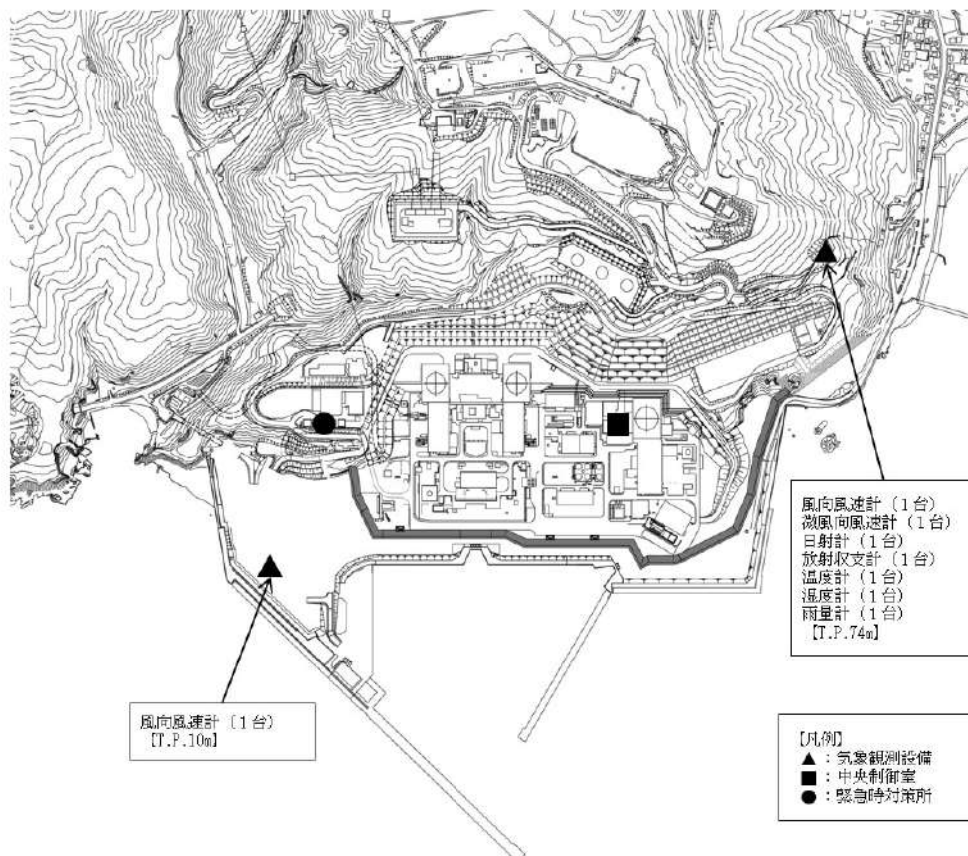 風向風速計（1台）
微風向風速計（1台）
日射計（1台）
放射収支計（1台）
温度計（1台）
湿度計（1台）
雨量計（1台）
【T.P.74m】
風向風速計（1台）
【T.P.10m】
【凡例】
▲：気象観測設備
■：中央制御室
●：緊急時対策所